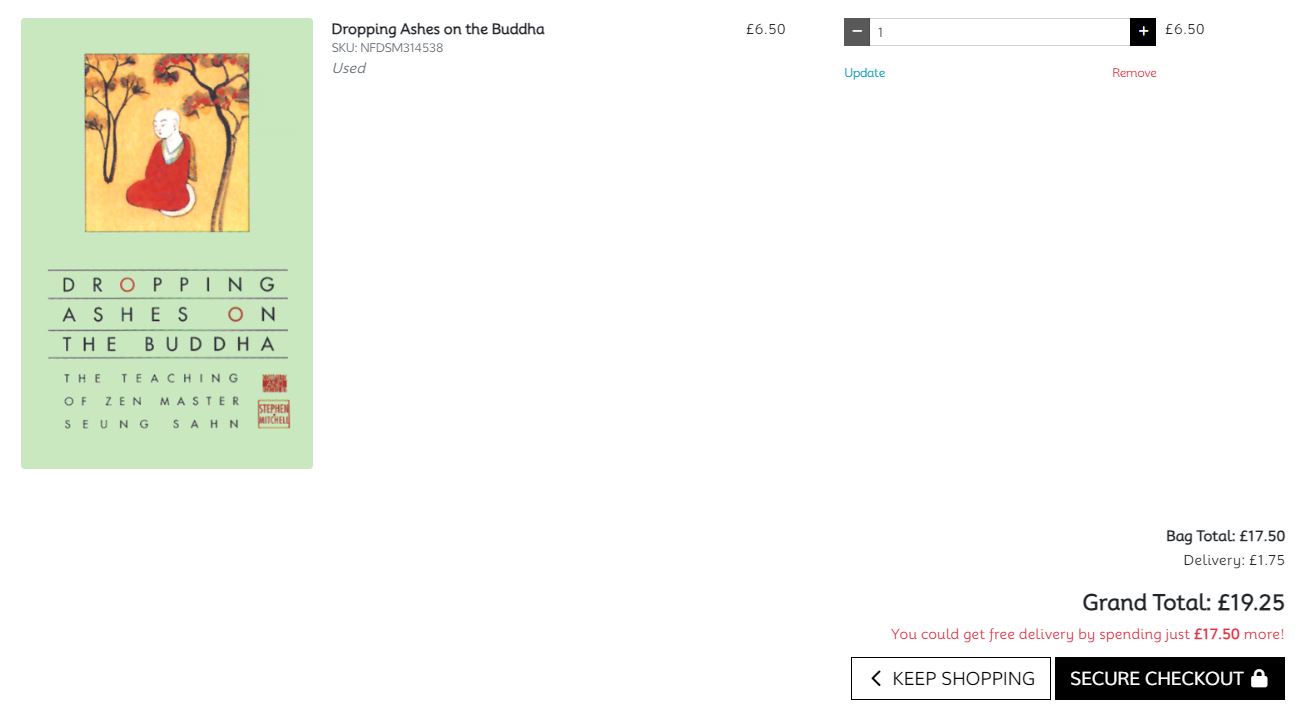 Dropping Ashes on the Buddha £6.50 − 1 + £6.50
SKU: NFDSM314538
Used
Update Remove
DROPPING
ASHES ON
THE BUDDHA
THE TEACHING
OF ZEN MASTER
SEUNG SAHN
STEPHEN
MITCHELL
Bag Total: £17.50
Delivery: £1.75
Grand Total: £19.25
You could get free delivery by spending just £17.50 more!
KEEP SHOPPING SECURE CHECKOUT